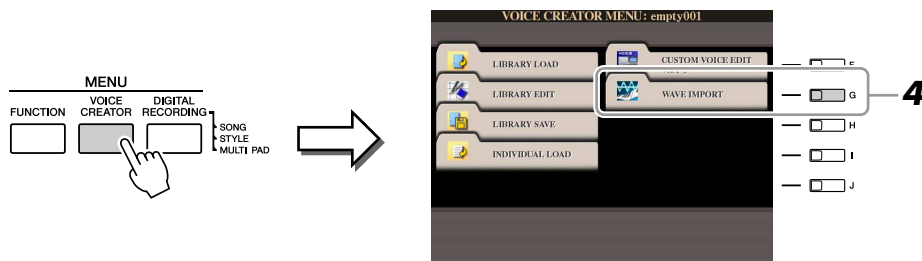 MENU
FUNCTION
VOICE CREATOR
DIGITAL RECORDING
SONG
STYLE
MULTI PAD
VOICE CREATOR MENU: empty001
LIBRARY LOAD
LIBRARY EDIT
LIBRARY SAVE
INDIVIDUAL LOAD
CUSTOM VOICE EDIT
WAVE IMPORT
F
G
H
I
J
4